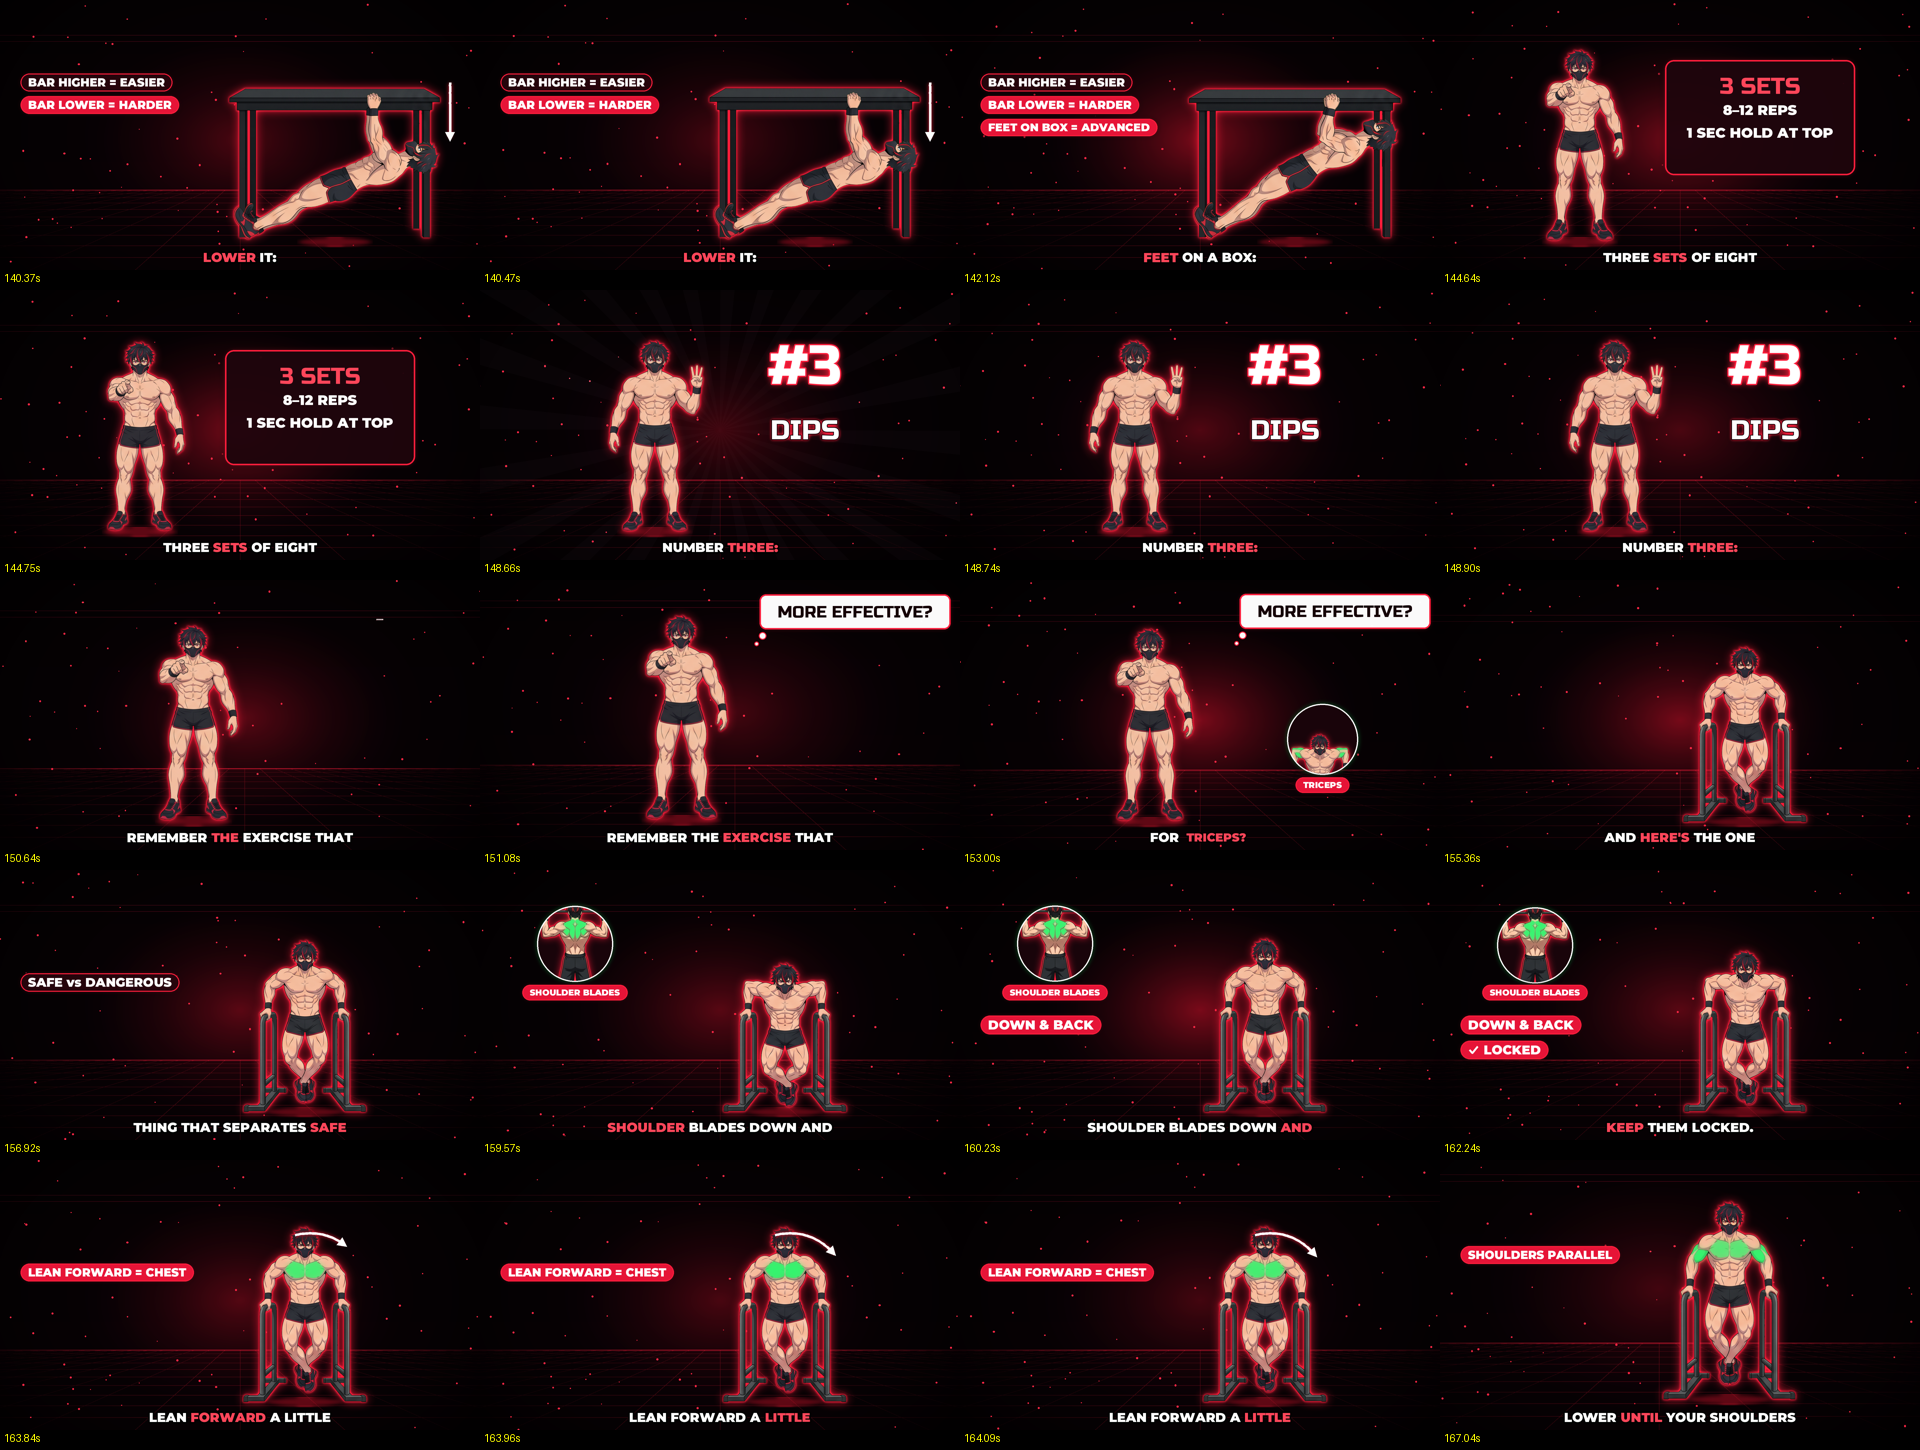 BAR HIGHER = EASIER
BAR LOWER = HARDER
LOWER IT:
140.37s
BAR HIGHER = EASIER
BAR LOWER = HARDER
LOWER IT:
140.47s
BAR HIGHER = EASIER
BAR LOWER = HARDER
FEET ON BOX = ADVANCED
FEET ON A BOX:
142.12s
3 SETS
8–12 REPS
1 SEC HOLD AT TOP
THREE SETS OF EIGHT
144.64s
3 SETS
8–12 REPS
1 SEC HOLD AT TOP
THREE SETS OF EIGHT
144.75s
#3
DIPS
NUMBER THREE:
148.66s
#3
DIPS
NUMBER THREE:
148.74s
#3
DIPS
NUMBER THREE:
148.90s
REMEMBER THE EXERCISE THAT
150.64s
MORE EFFECTIVE?
REMEMBER THE EXERCISE THAT
151.08s
MORE EFFECTIVE?
TRICEPS
FOR TRICEPS?
153.00s
AND HERE'S THE ONE
155.36s
SAFE vs DANGEROUS
THING THAT SEPARATES SAFE
156.92s
SHOULDER BLADES
SHOULDER BLADES DOWN AND
159.57s
SHOULDER BLADES
DOWN & BACK
SHOULDER BLADES DOWN AND
160.23s
SHOULDER BLADES
DOWN & BACK
✓ LOCKED
KEEP THEM LOCKED.
162.24s
LEAN FORWARD = CHEST
LEAN FORWARD A LITTLE
163.84s
LEAN FORWARD = CHEST
LEAN FORWARD A LITTLE
163.96s
LEAN FORWARD = CHEST
LEAN FORWARD A LITTLE
164.09s
SHOULDERS PARALLEL
LOWER UNTIL YOUR SHOULDERS
167.04s